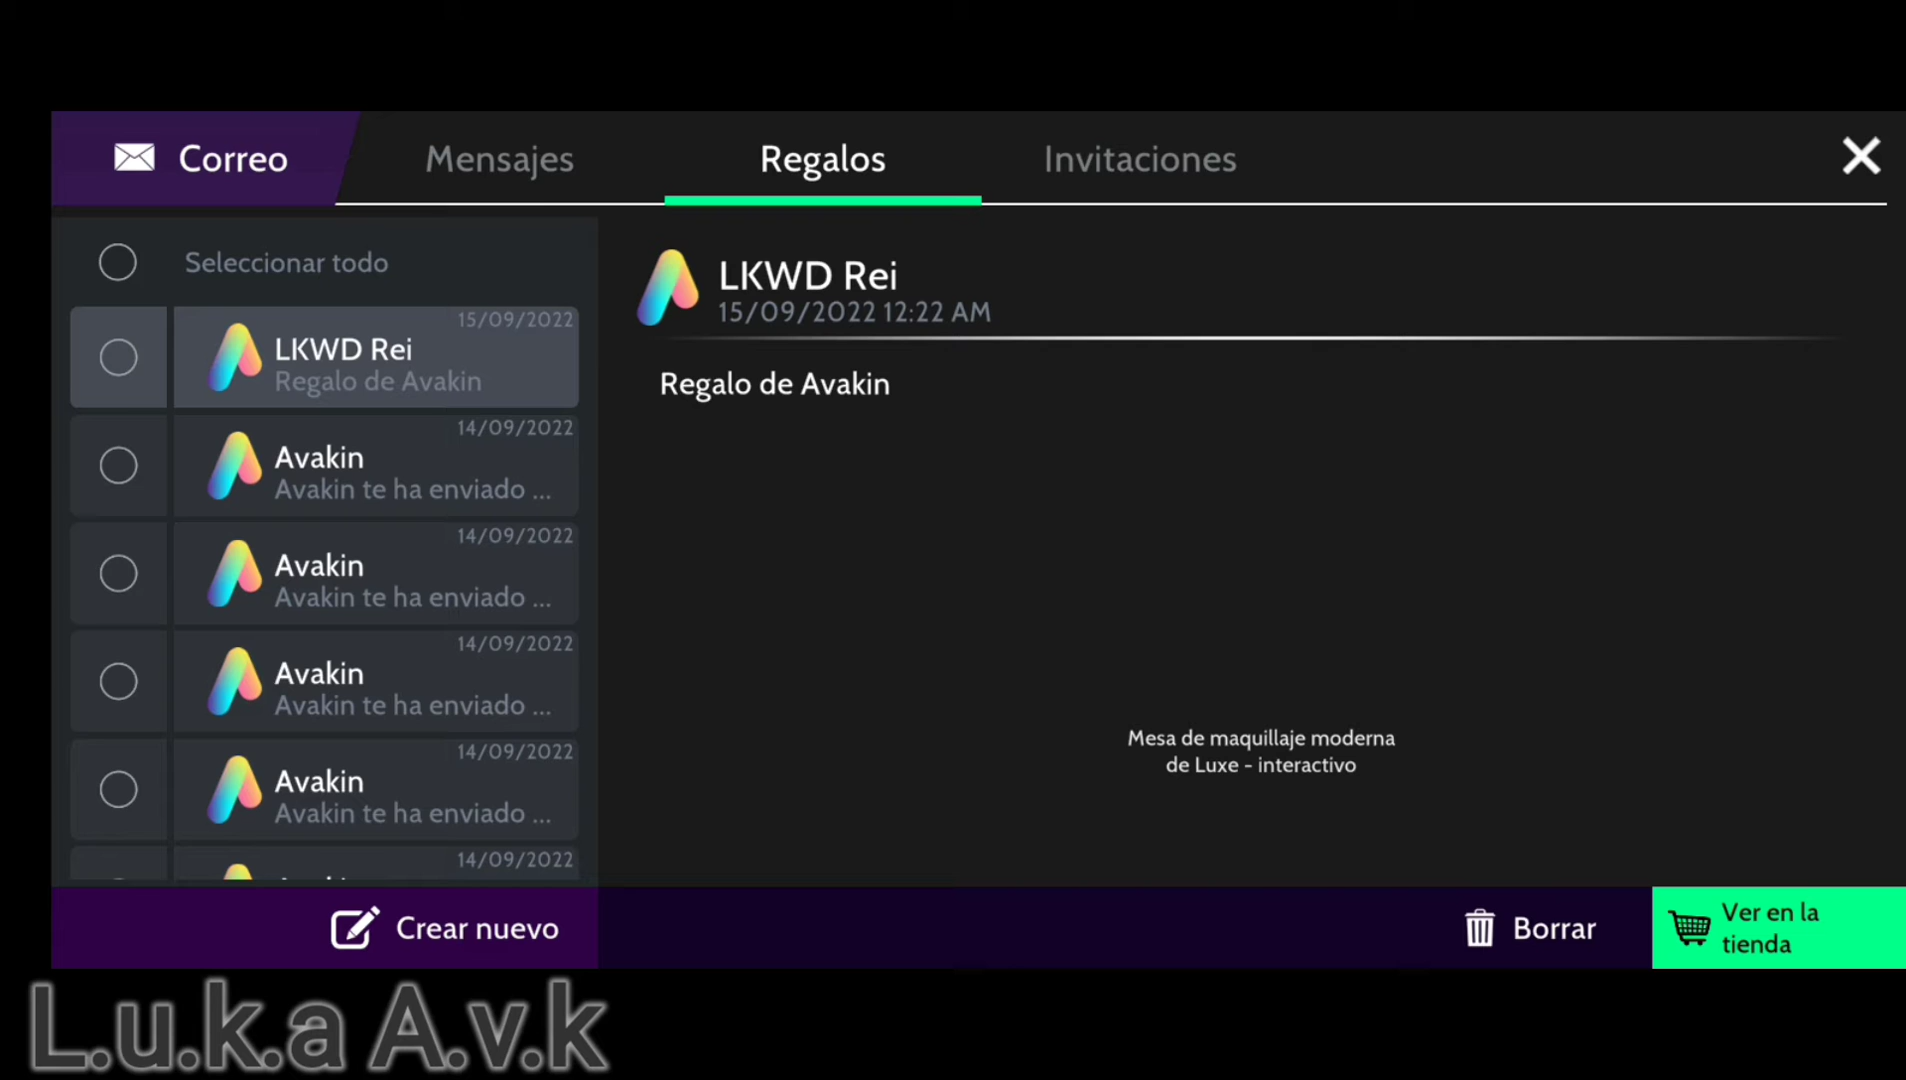 Correo
Mensajes
Regalos
Invitaciones
Seleccionar todo
15/09/2022
LKWD Rei
Regalo de Avakin
14/09/2022
Avakin
Avakin te ha enviado ...
14/09/2022
Avakin
Avakin te ha enviado ...
14/09/2022
Avakin
Avakin te ha enviado ...
14/09/2022
Avakin
Avakin te ha enviado ...
14/09/2022
Crear nuevo
LKWD Rei
15/09/2022 12:22 AM
Regalo de Avakin
Mesa de maquillaje moderna
de Luxe - interactivo
Borrar
Ver en la
tienda
L.u.k.a A.v.k